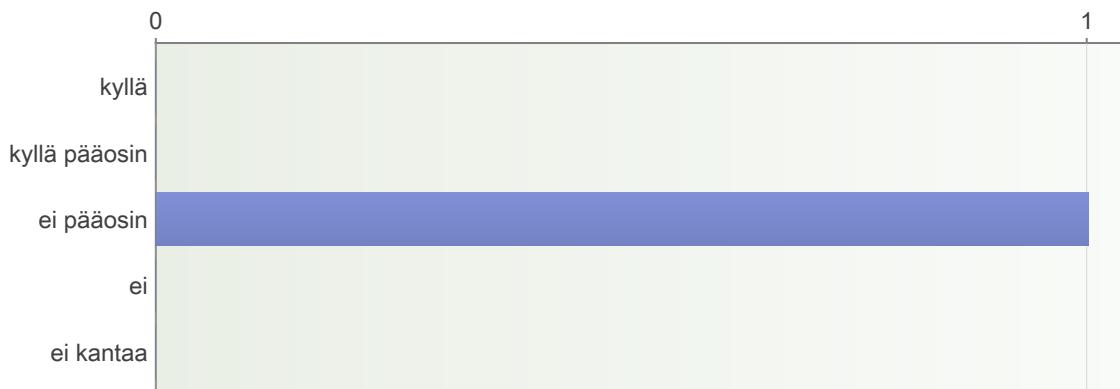 0 1
kyllä
kyllä pääosin
ei pääosin
ei
ei kantaa